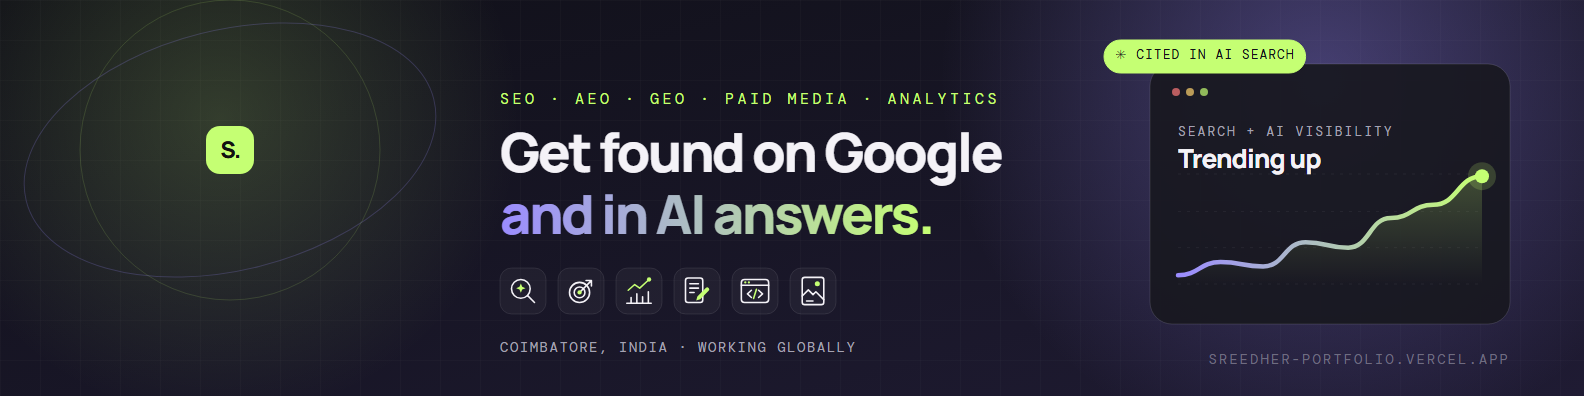 S.
SEO · AEO · GEO · PAID MEDIA · ANALYTICS
Get found on Google
and in AI answers.
COIMBATORE, INDIA · WORKING GLOBALLY
✳ CITED IN AI SEARCH
SEARCH + AI VISIBILITY
Trending up
SREEDHER-PORTFOLIO.VERCEL.APP